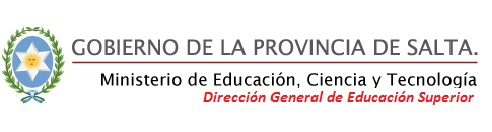 GOBIERNO DE LA PROVINCIA DE SALTA.
Ministerio de Educación, Ciencia y Tecnología
Dirección General de Educación Superior